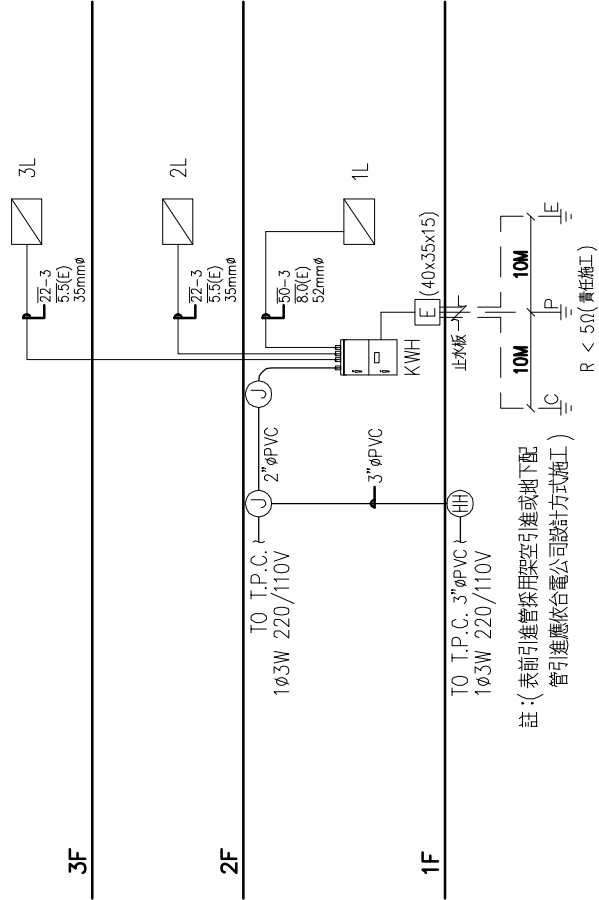 3F
3L
22-3
5.5(E)
35mmø
2F
2L
22-3
5.5(E)
35mmø
1L
50-3
8.0(E)
52mmø
J
2"øPVC
J
TO T.P.C.
1ø3W 220/110V
KWH
3"øPVC
1F
E
(40x35x15)
止水板
HH
TO T.P.C. 3"øPVC
1ø3W 220/110V
10M
10M
C
P
E
R < 5Ω(責任施工)
註:(表前引進管採用架空引進或地下配
管引進應依台電公司設計方式施工)